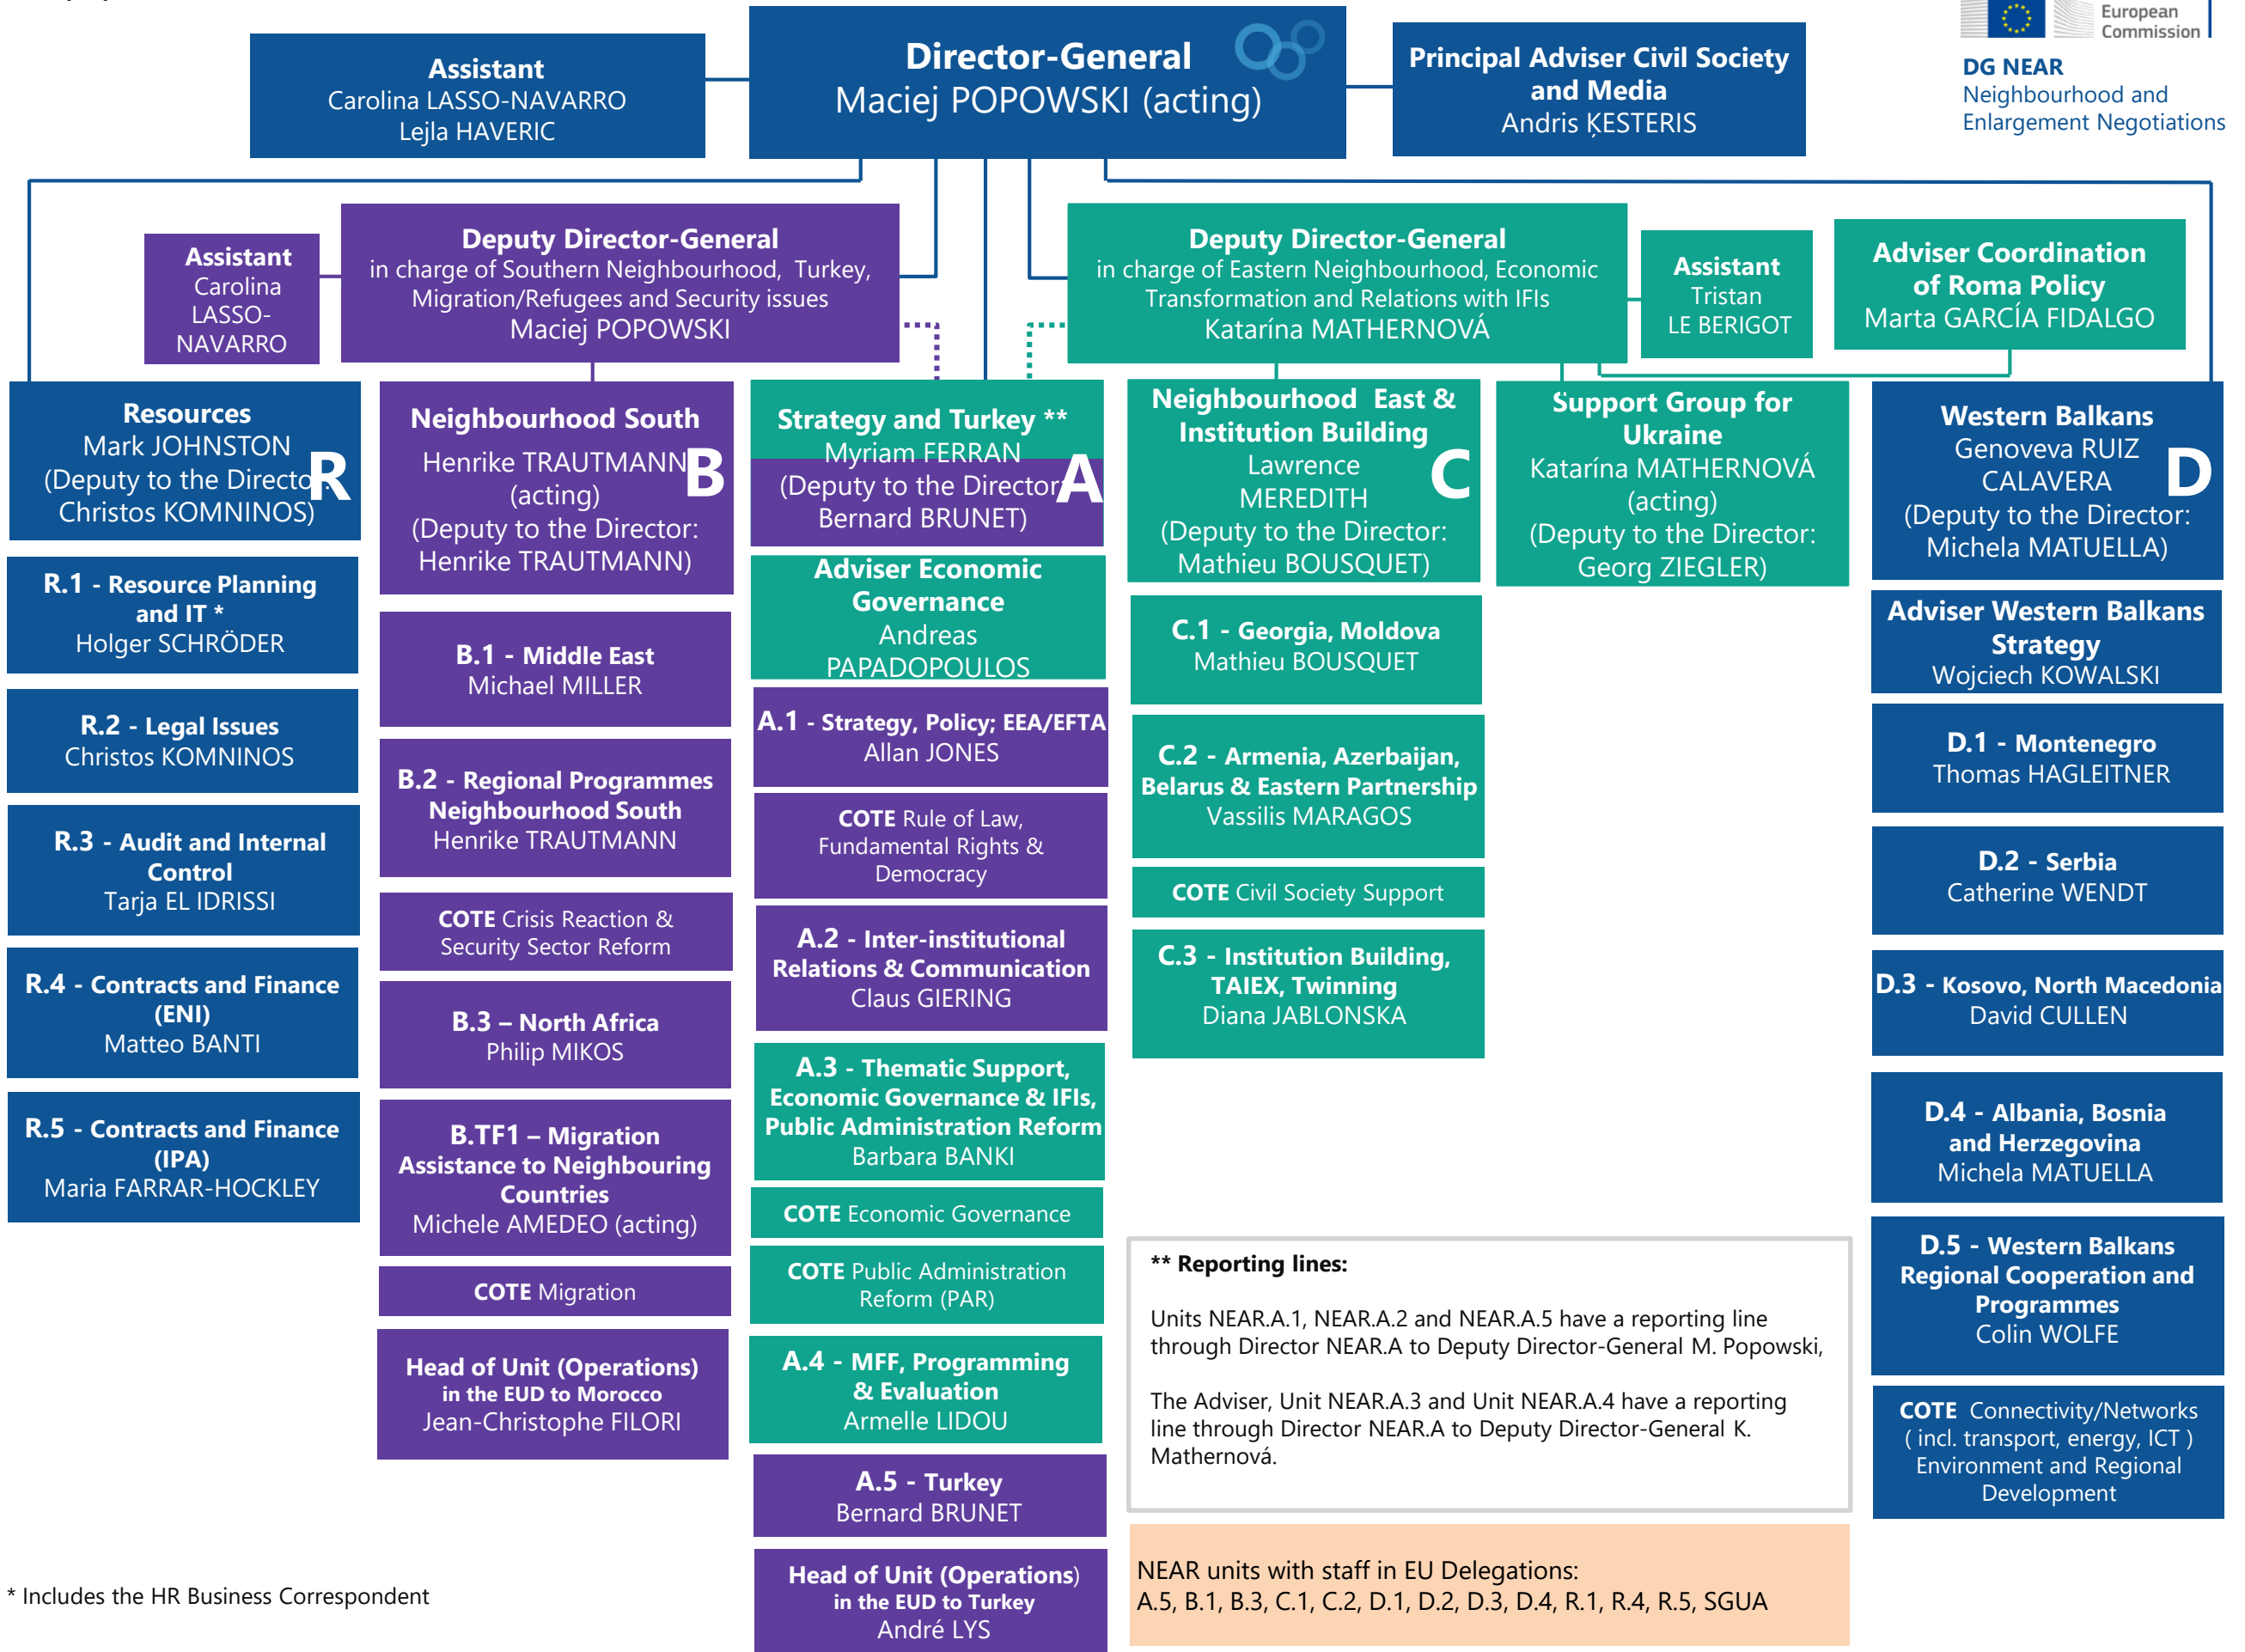 European
Commission
DG NEAR
Neighbourhood and
Enlargement Negotiations
Director-General
Maciej POPOWSKI (acting)
Assistant
Carolina LASSO-NAVARRO
Lejla HAVERIC
Principal Adviser Civil Society
and Media
Andris ĶESTERIS
Assistant
Carolina
LASSO-
NAVARRO
Deputy Director-General
in charge of Southern Neighbourhood, Turkey,
Migration/Refugees and Security issues
Maciej POPOWSKI
Deputy Director-General
in charge of Eastern Neighbourhood, Economic
Transformation and Relations with IFIs
Katarína MATHERNOVÁ
Assistant
Tristan
LE BERIGOT
Adviser Coordination
of Roma Policy
Marta GARCÍA FIDALGO
Resources
Mark JOHNSTON
(Deputy to the Director:
Christos KOMNINOS)
R
R.1 - Resource Planning
and IT *
Holger SCHRÖDER
R.2 - Legal Issues
Christos KOMNINOS
R.3 - Audit and Internal
Control
Tarja EL IDRISSI
R.4 - Contracts and Finance
(ENI)
Matteo BANTI
R.5 - Contracts and Finance
(IPA)
Maria FARRAR-HOCKLEY
Neighbourhood South
Henrike TRAUTMANN
(acting)
(Deputy to the Director:
Henrike TRAUTMANN)
B
B.1 - Middle East
Michael MILLER
B.2 - Regional Programmes
Neighbourhood South
Henrike TRAUTMANN
COTE Crisis Reaction &
Security Sector Reform
B.3 – North Africa
Philip MIKOS
B.TF1 – Migration
Assistance to Neighbouring
Countries
Michele AMEDEO (acting)
COTE Migration
Head of Unit (Operations)
in the EUD to Morocco
Jean-Christophe FILORI
Strategy and Turkey **
Myriam FERRAN
(Deputy to the Director:
Bernard BRUNET)
A
Adviser Economic
Governance
Andreas
PAPADOPOULOS
A.1 - Strategy, Policy; EEA/EFTA
Allan JONES
COTE Rule of Law,
Fundamental Rights &
Democracy
A.2 - Inter-institutional
Relations & Communication
Claus GIERING
A.3 - Thematic Support,
Economic Governance & IFIs,
Public Administration Reform
Barbara BANKI
COTE Economic Governance
COTE Public Administration
Reform (PAR)
A.4 - MFF, Programming
& Evaluation
Armelle LIDOU
A.5 - Turkey
Bernard BRUNET
Head of Unit (Operations)
in the EUD to Turkey
André LYS
Neighbourhood East &
Institution Building
Lawrence
MEREDITH
(Deputy to the Director:
Mathieu BOUSQUET)
C
C.1 - Georgia, Moldova
Mathieu BOUSQUET
C.2 - Armenia, Azerbaijan,
Belarus & Eastern Partnership
Vassilis MARAGOS
COTE Civil Society Support
C.3 - Institution Building,
TAIEX, Twinning
Diana JABLONSKA
Support Group for
Ukraine
Katarína MATHERNOVÁ
(acting)
(Deputy to the Director:
Georg ZIEGLER)
Western Balkans
Genoveva RUIZ
CALAVERA
(Deputy to the Director:
Michela MATUELLA)
D
Adviser Western Balkans
Strategy
Wojciech KOWALSKI
D.1 - Montenegro
Thomas HAGLEITNER
D.2 - Serbia
Catherine WENDT
D.3 - Kosovo, North Macedonia
David CULLEN
D.4 - Albania, Bosnia
and Herzegovina
Michela MATUELLA
D.5 - Western Balkans
Regional Cooperation and
Programmes
Colin WOLFE
COTE Connectivity/Networks
( incl. transport, energy, ICT )
Environment and Regional
Development
** Reporting lines:
Units NEAR.A.1, NEAR.A.2 and NEAR.A.5 have a reporting line
through Director NEAR.A to Deputy Director-General M. Popowski,
The Adviser, Unit NEAR.A.3 and Unit NEAR.A.4 have a reporting
line through Director NEAR.A to Deputy Director-General K.
Mathernová.
NEAR units with staff in EU Delegations:
A.5, B.1, B.3, C.1, C.2, D.1, D.2, D.3, D.4, R.1, R.4, R.5, SGUA
* Includes the HR Business Correspondent